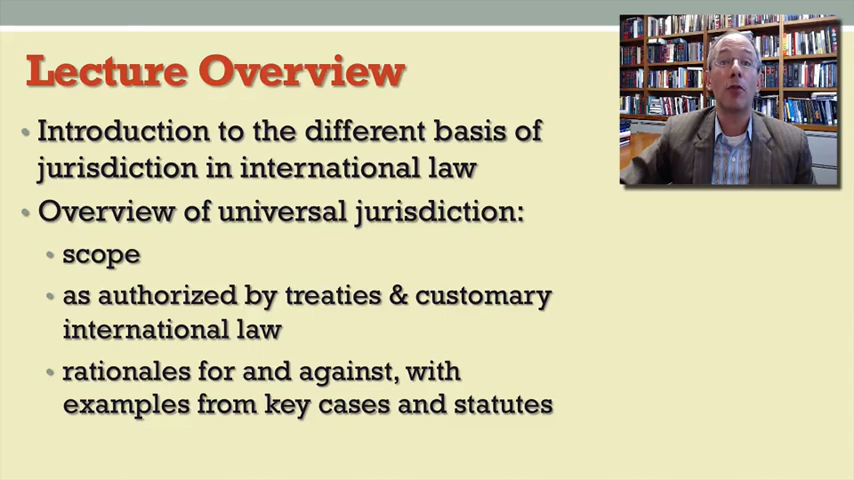 Lecture Overview
• Introduction to the different basis of
jurisdiction in international law
• Overview of universal jurisdiction:
• scope
• as authorized by treaties & customary
international law
• rationales for and against, with
examples from key cases and statutes